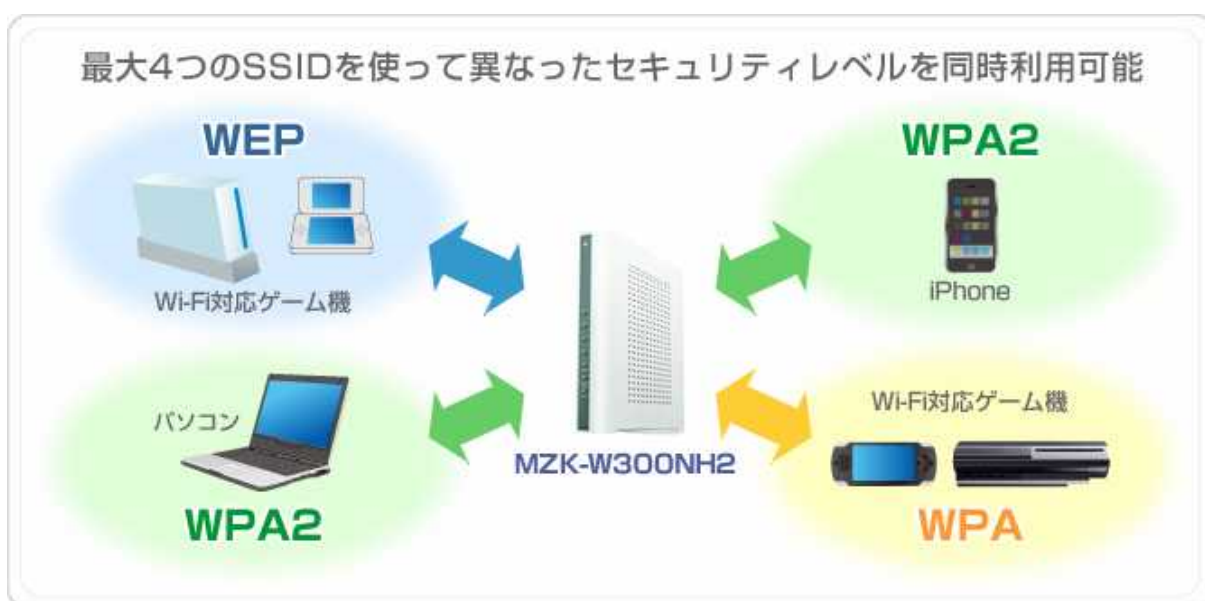 最大4つのSSIDを使って異なったセキュリティレベルを同時利用可能
WEP
Wi-Fi対応ゲーム機
WPA2
iPhone
パソコン
WPA2
MZK-W300NH2
Wi-Fi対応ゲーム機
WPA